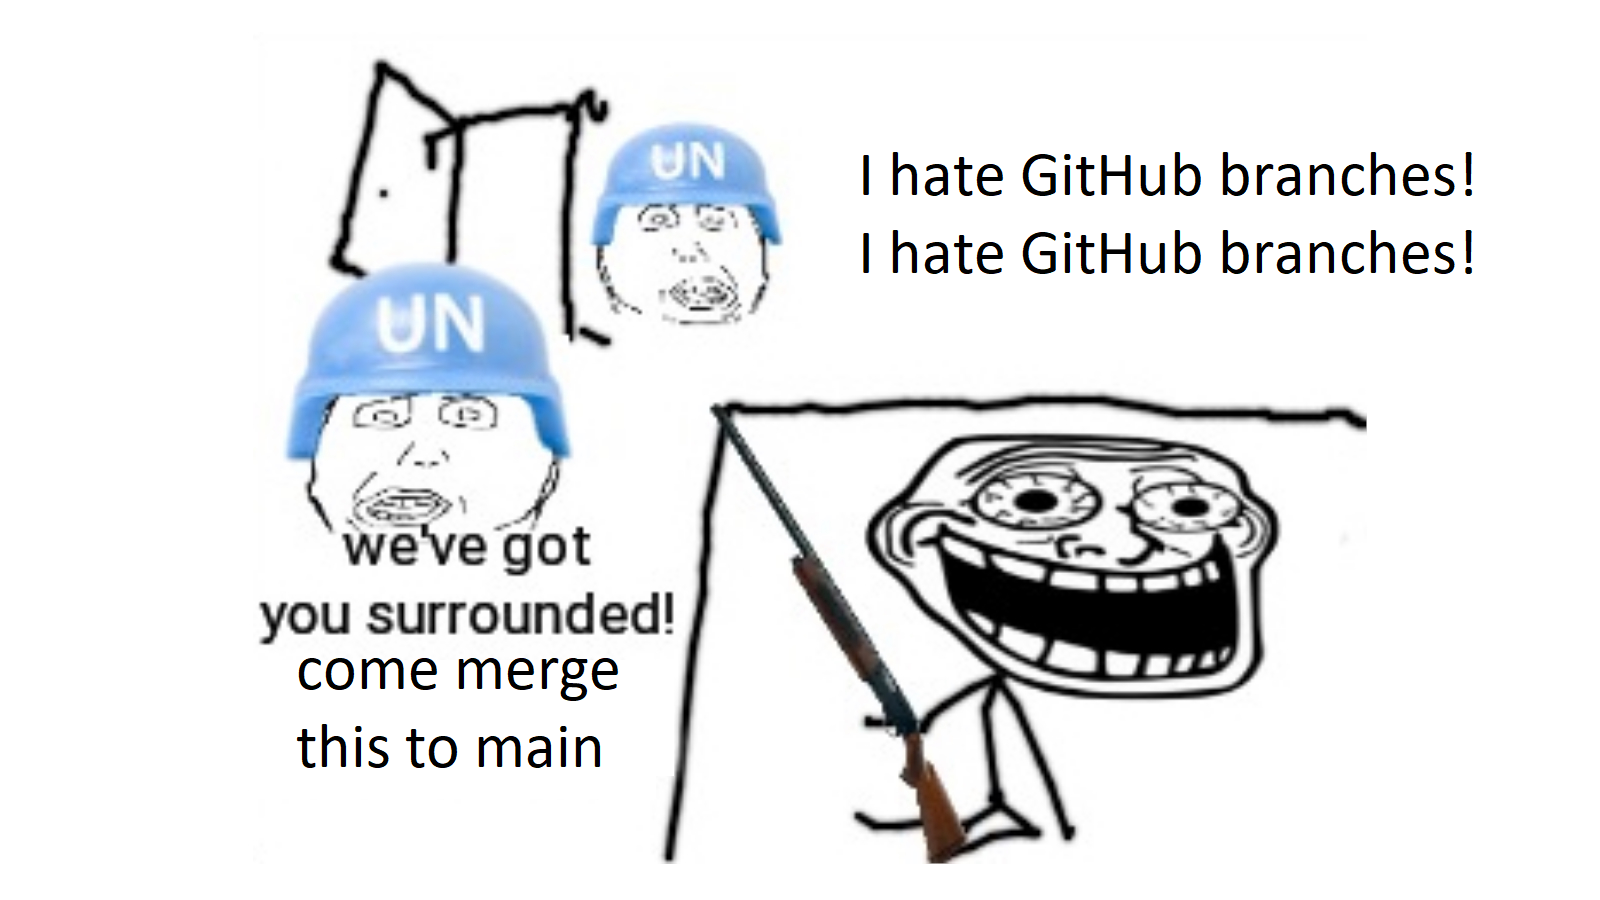 UN
I hate GitHub branches!
I hate GitHub branches!
UN
we've got
you surrounded!
come merge
this to main